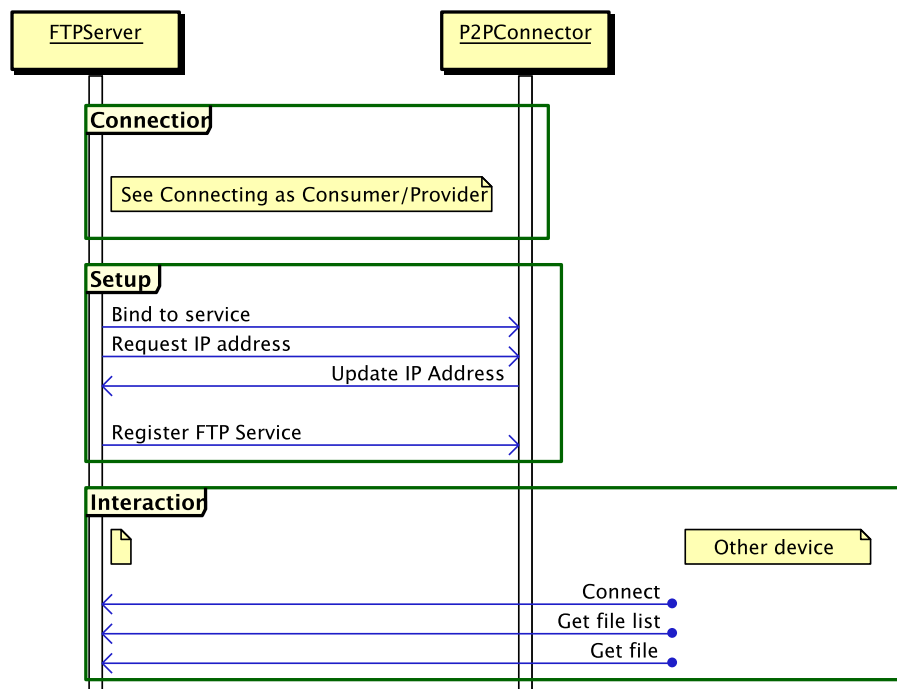 FTPServer
P2PConnector
Connection
See Connecting as Consumer/Provider
Setup
Bind to service
Request IP address
Update IP Address
Register FTP Service
Interaction
Other device
Connect
Get file list
Get file